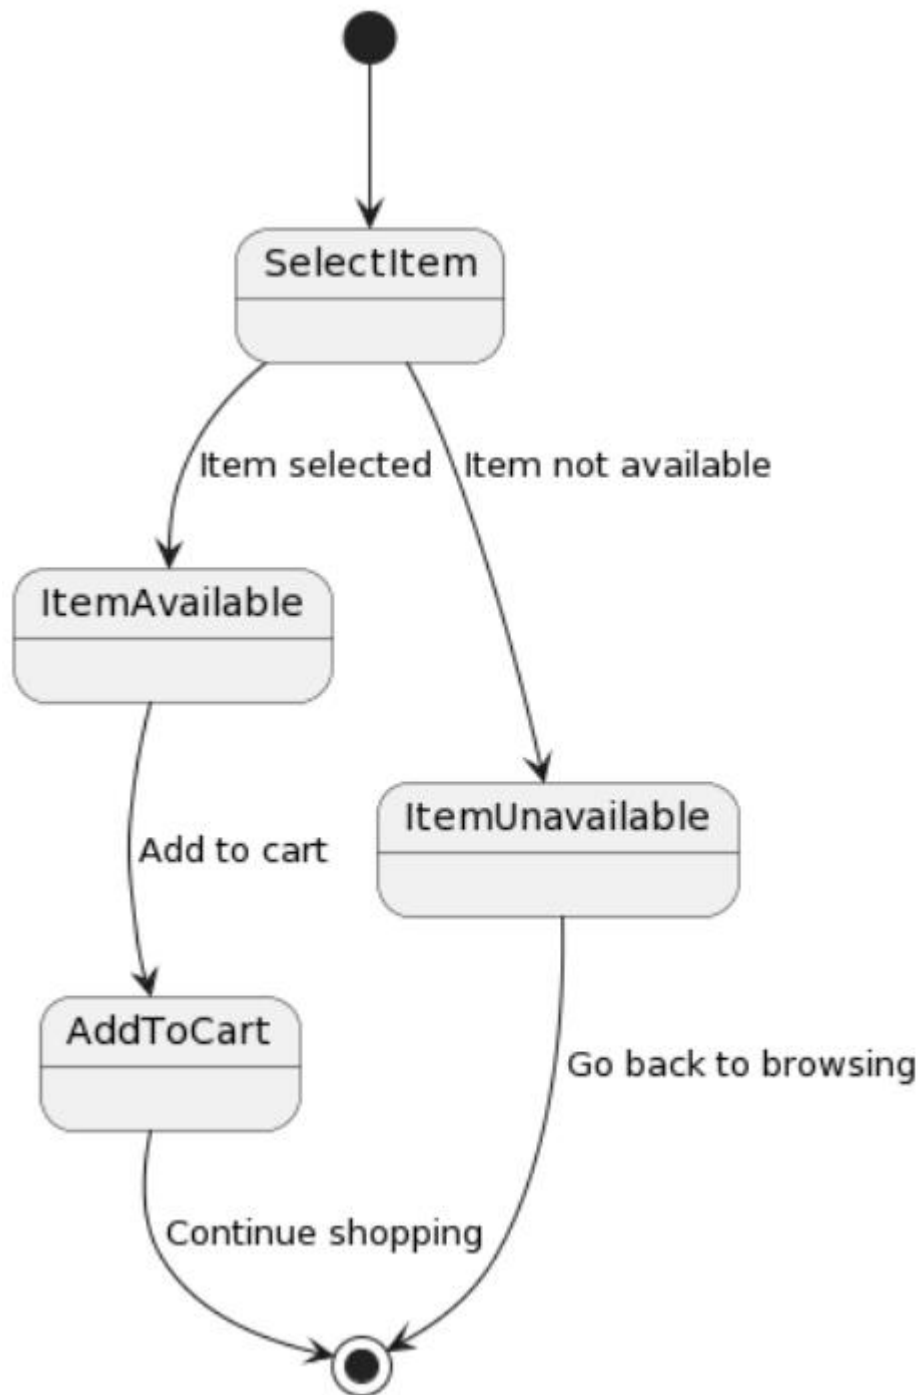 SelectItem
Item selected
Item not available
ItemAvailable
ItemUnavailable
Add to cart
AddToCart
Go back to browsing
Continue shopping